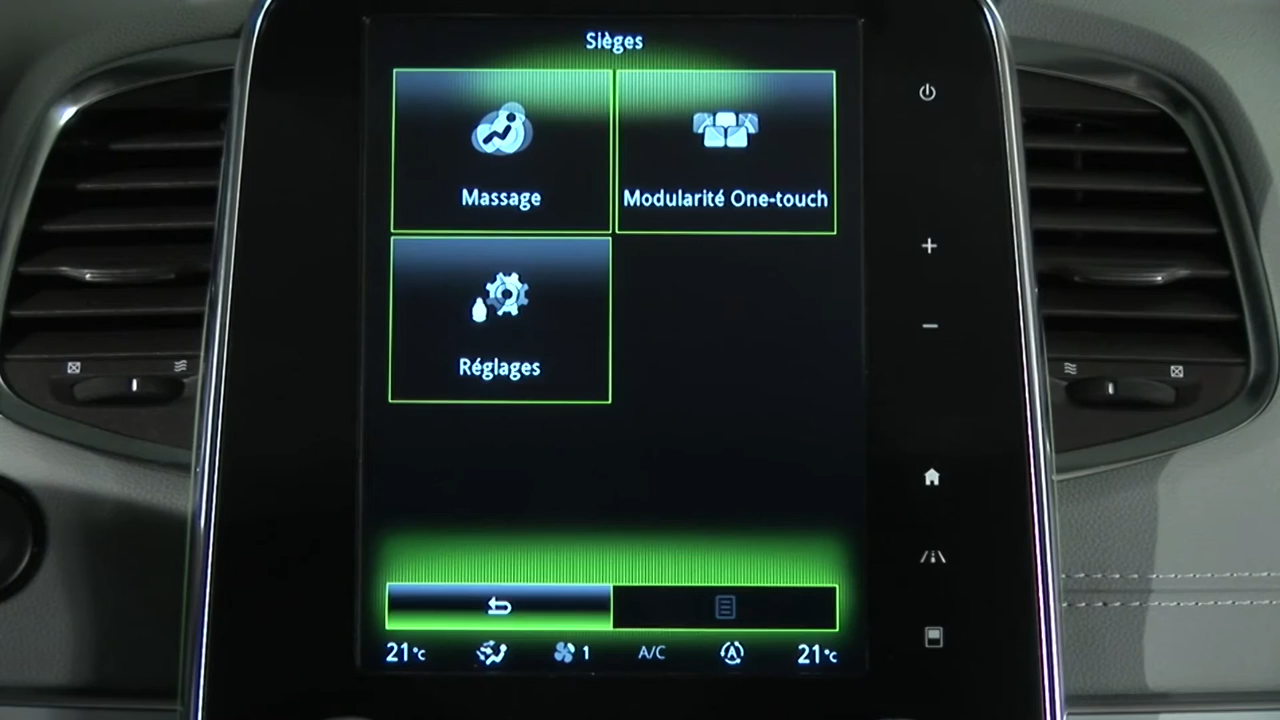 Sièges
Massage
Modularité One-touch
Réglages
21°c
1
A/C
A
21°c